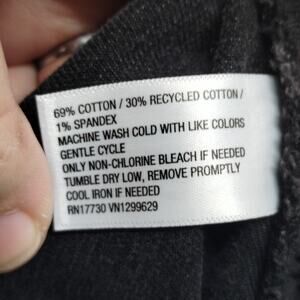 69% COTTON / 30% RECYCLED COTTON /
1% SPANDEX
MACHINE WASH COLD WITH LIKE COLORS
GENTLE CYCLE
ONLY NON-CHLORINE BLEACH IF NEEDED
TUMBLE DRY LOW, REMOVE PROMPTLY
COOL IRON IF NEEDED
RN17730 VN1299629